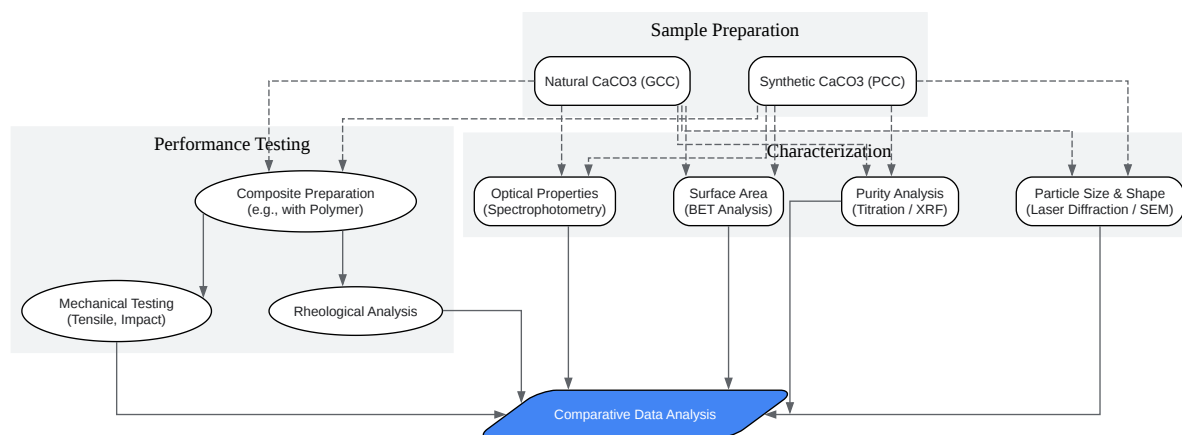 Sample Preparation
Natural CaCO3 (GCC)
Synthetic CaCO3 (PCC)
Performance Testing
Characterization
Composite Preparation
(e.g., with Polymer)
Optical Properties
(Spectrophotometry)
Surface Area
(BET Analysis)
Purity Analysis
(Titration / XRF)
Particle Size & Shape
(Laser Diffraction / SEM)
Mechanical Testing
(Tensile, Impact)
Rheological Analysis
Comparative Data Analysis